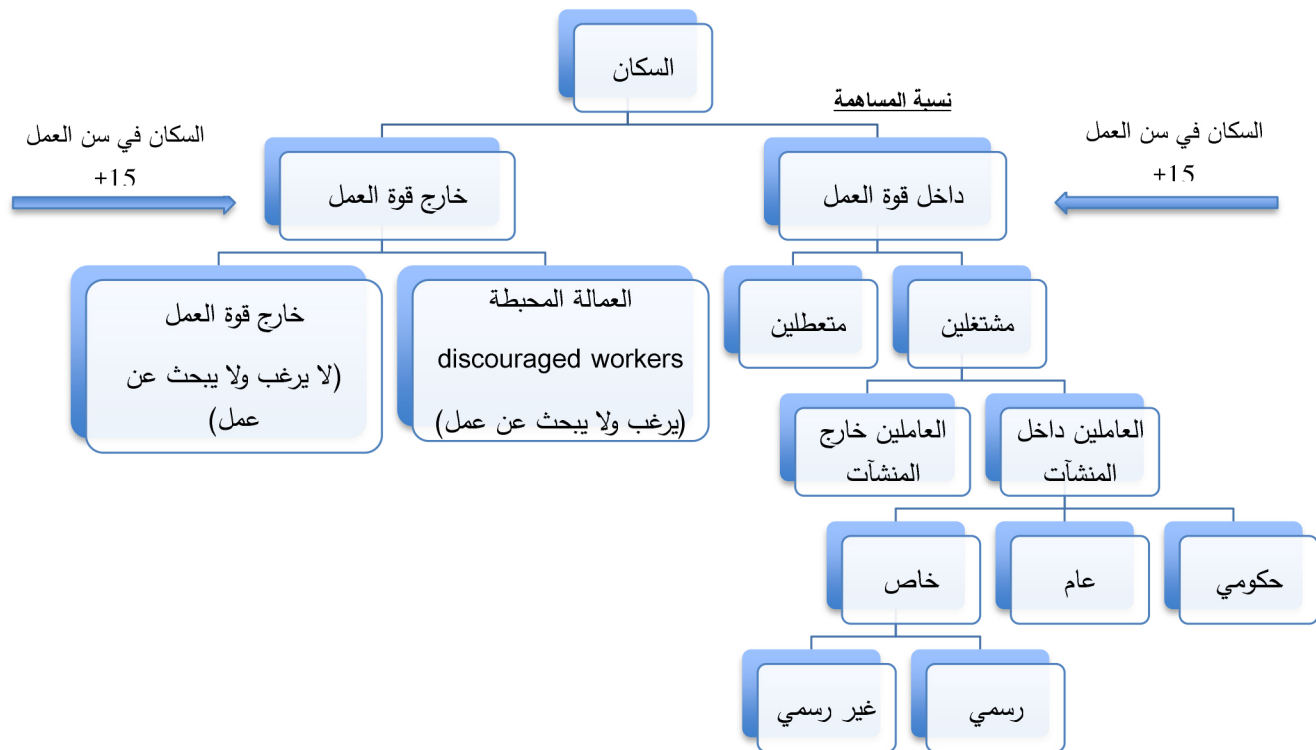 السكان
نسبة المساهمة
السكان في سن العمل
+15
السكان في سن العمل
+15
داخل قوة العمل
خارج قوة العمل
مشتغلين
متعطلين
العمالة المحبطة
discouraged workers
(يرغب ولا يبحث عن عمل)
خارج قوة العمل
(لا يرغب ولا يبحث عن
عمل)
العاملين داخل
المنشآت
العاملين خارج
المنشآت
حكومي
عام
خاص
رسمي
غير رسمي